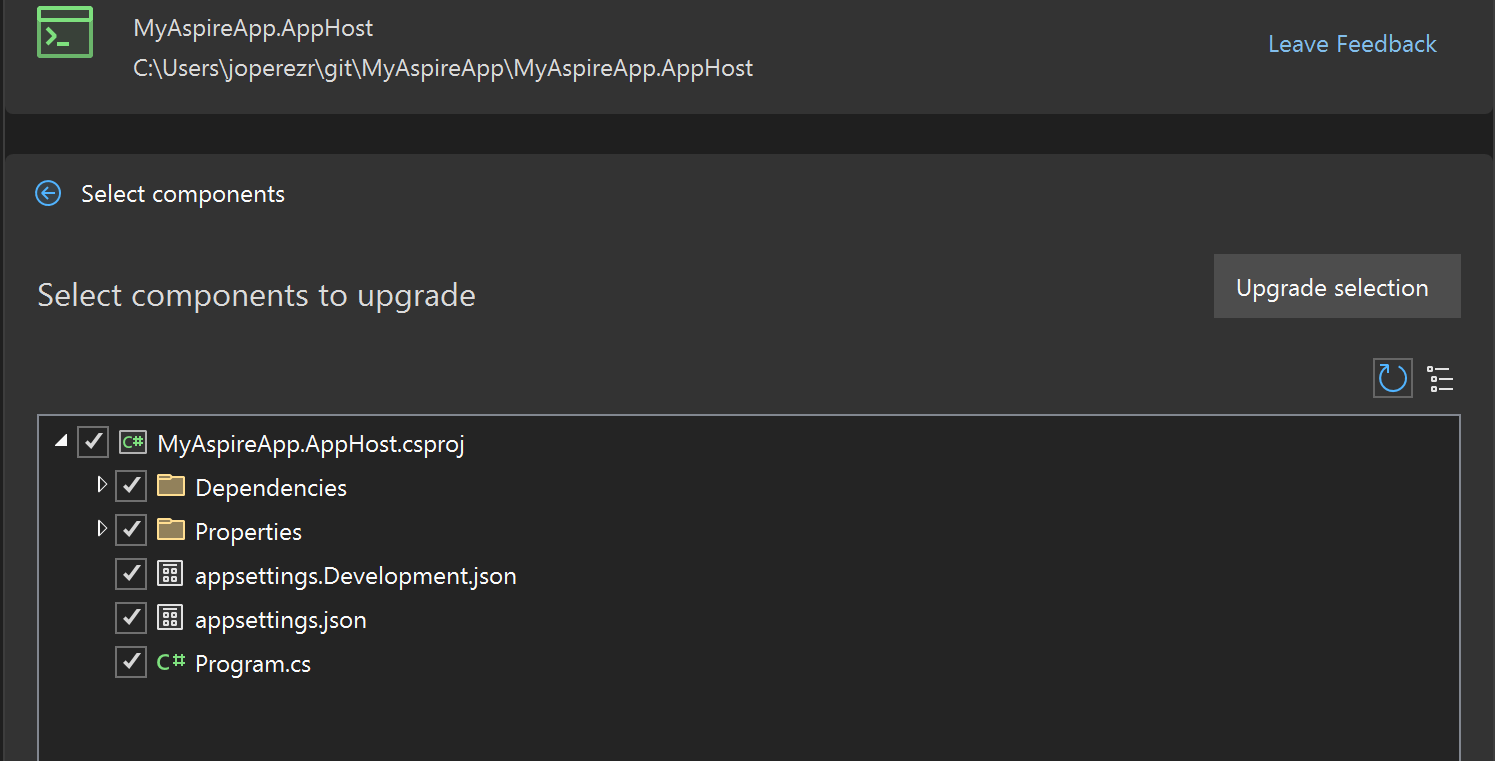 MyAspireApp.AppHost
C:\Users\joperezr\git\MyAspireApp\MyAspireApp.AppHost
Leave Feedback
Select components
Select components to upgrade
Upgrade selection
C# MyAspireApp.AppHost.csproj
Dependencies
Properties
appsettings.Development.json
appsettings.json
C# Program.cs